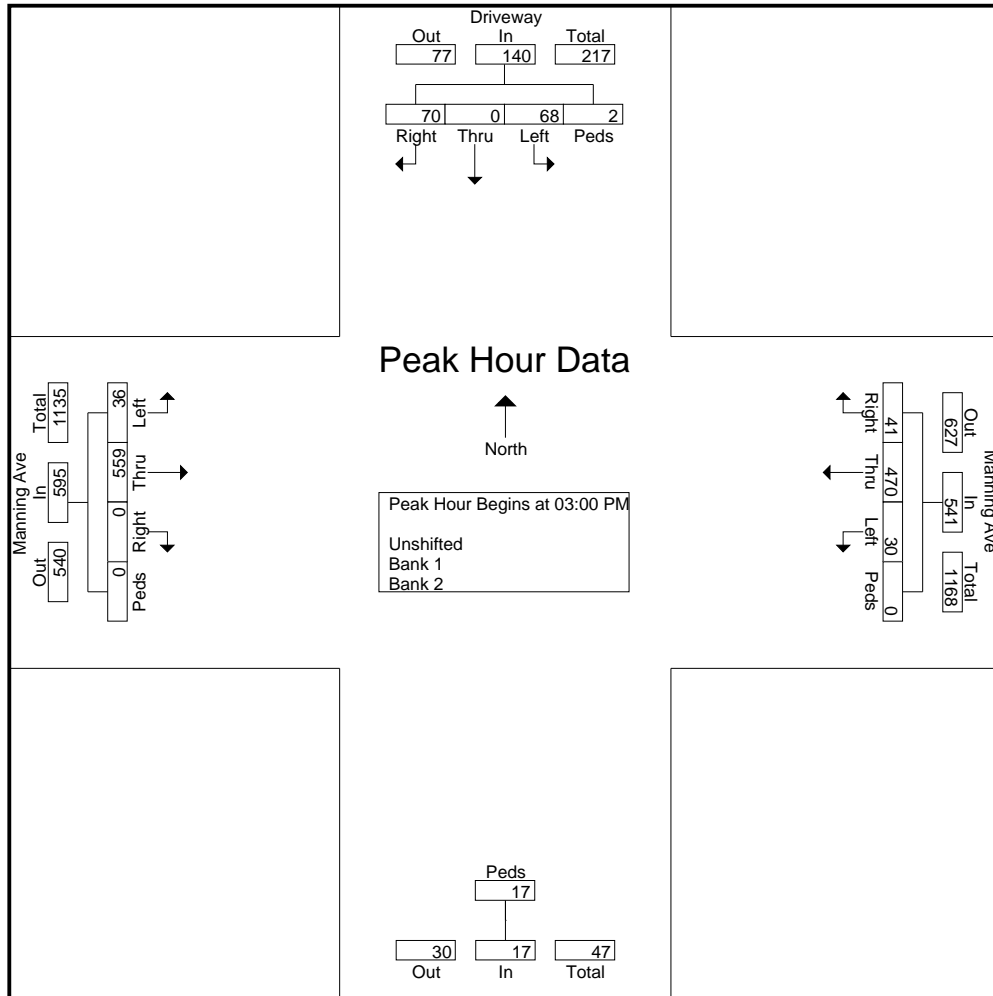 Driveway
Out In Total
77 140 217
70 0 68 2
Right Thru Left Peds
Peak Hour Data
North
Peak Hour Begins at 03:00 PM
Unshifted
Bank 1
Bank 2
Manning Ave
Out In Total
540 595 1135
36 559 0 0
Left Thru Right Peds
Manning Ave
Out In Total
627 541 1168
41 470 30 0
Right Thru Left Peds
Peds
17
30 17 47
Out In Total